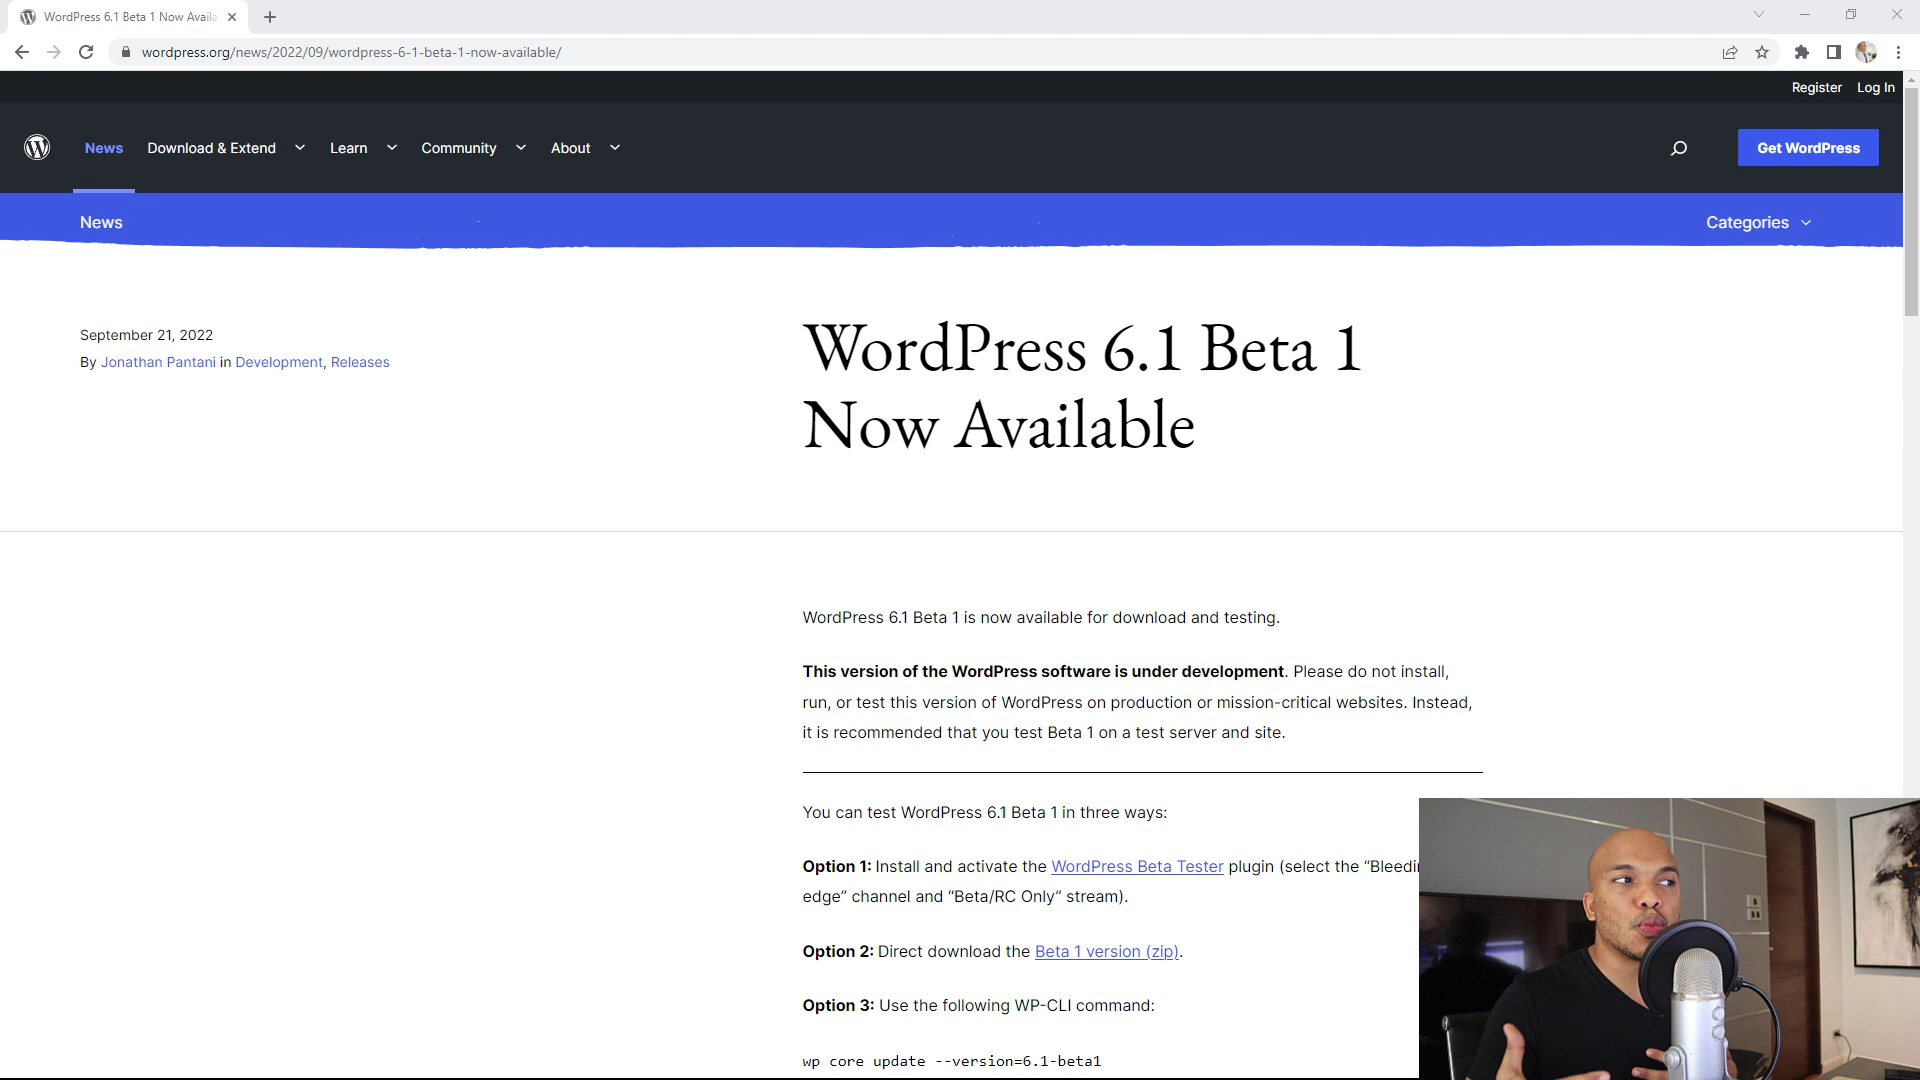 WordPress 6.1 Beta 1 Now Availa
wordpress.org/news/2022/09/wordpress-6-1-beta-1-now-available/
Register Log In
News Download & Extend Learn Community About Get WordPress
News Categories
September 21, 2022
By Jonathan Pantani in Development, Releases
WordPress 6.1 Beta 1
Now Available
WordPress 6.1 Beta 1 is now available for download and testing.
This version of the WordPress software is under development. Please do not install,
run, or test this version of WordPress on production or mission-critical websites. Instead,
it is recommended that you test Beta 1 on a test server and site.
You can test WordPress 6.1 Beta 1 in three ways:
Option 1: Install and activate the WordPress Beta Tester plugin (select the “Bleedi
edge” channel and “Beta/RC Only” stream).
Option 2: Direct download the Beta 1 version (zip).
Option 3: Use the following WP-CLI command:
wp core update --version=6.1-beta1